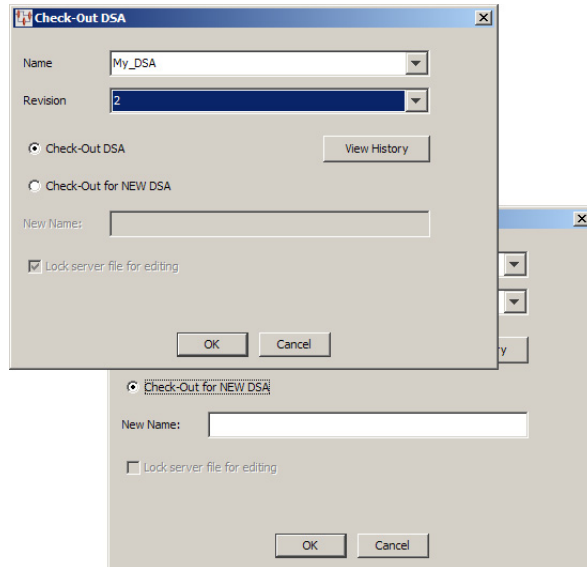 Check-Out DSA
Name My_DSA
Revision 2
Check-Out DSA View History
Check-Out for NEW DSA
New Name:
Lock server file for editing
OK Cancel
y
Check-Out for NEW DSA
New Name:
Lock server file for editing
OK Cancel